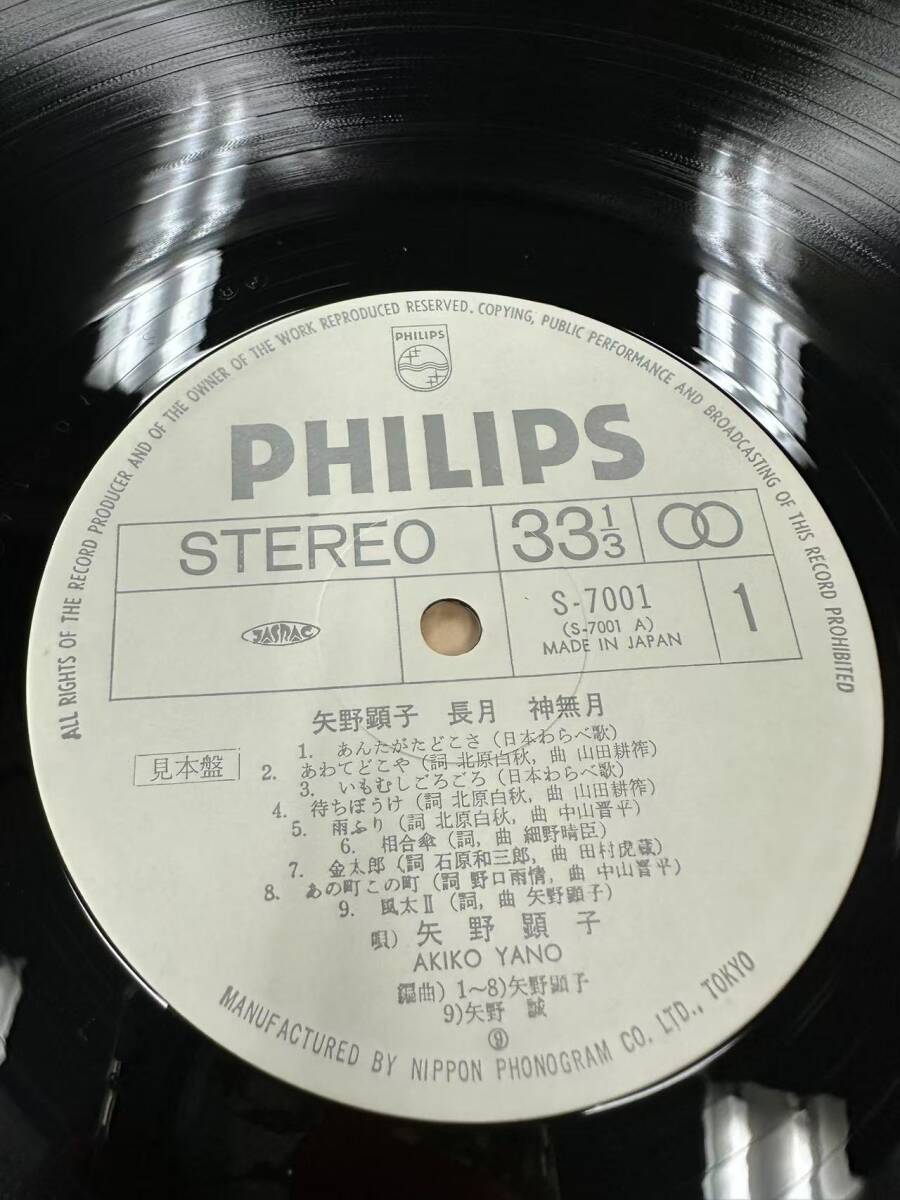 ALL RIGHTS OF THE RECORD PRODUCER AND OF THE OWNER OF THE WORK REPRODUCED RESERVED. COPYING, PUBLIC PERFORMANCE AND BROADCASTING OF THIS RECORD PROHIBITED
PHILIPS
PHILIPS
STEREO
33 1/3
JASRAC
S-7001
(S-7001 A)
MADE IN JAPAN
1
矢野顕子 長月 神無月
見本盤
1. あんたがたどこさ (日本わらべ歌)
2. あわてどこや (詞 北原白秋, 曲 山田耕筰)
3. いもむしごろごろ (日本わらべ歌)
4. 待ちぼうけ (詞 北原白秋, 曲 山田耕筰)
5. 雨ふり (詞 北原白秋, 曲 中山晋平)
6. 相合傘 (詞, 曲 細野晴臣)
7. 金太郎 (詞 石原和三郎, 曲 田村虎蔵)
8. あの町この町 (詞 野口雨情, 曲 中山晋平)
9. 風太Ⅱ (詞, 曲 矢野顕子)
唄) 矢野顕子
AKIKO YANO
編曲) 1~8)矢野顕子
9)矢野 誠
⑨
MANUFACTURED BY NIPPON PHONOGRAM CO. LTD., TOKYO